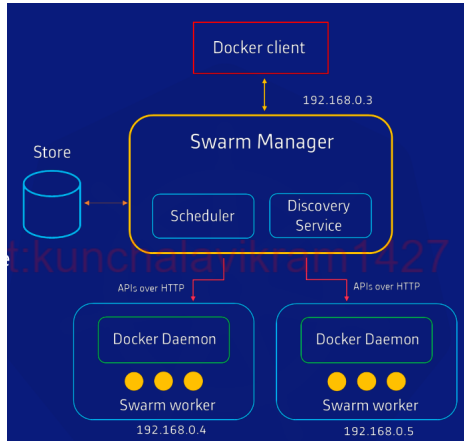 Docker client
192.168.0.3
Swarm Manager
Store
Scheduler
Discovery
Service
t:kunchalavikram1427
e
APIs over HTTP
APIs over HTTP
Docker Daemon
Docker Daemon
Swarm worker
Swarm worker
192.168.0.4
192.168.0.5